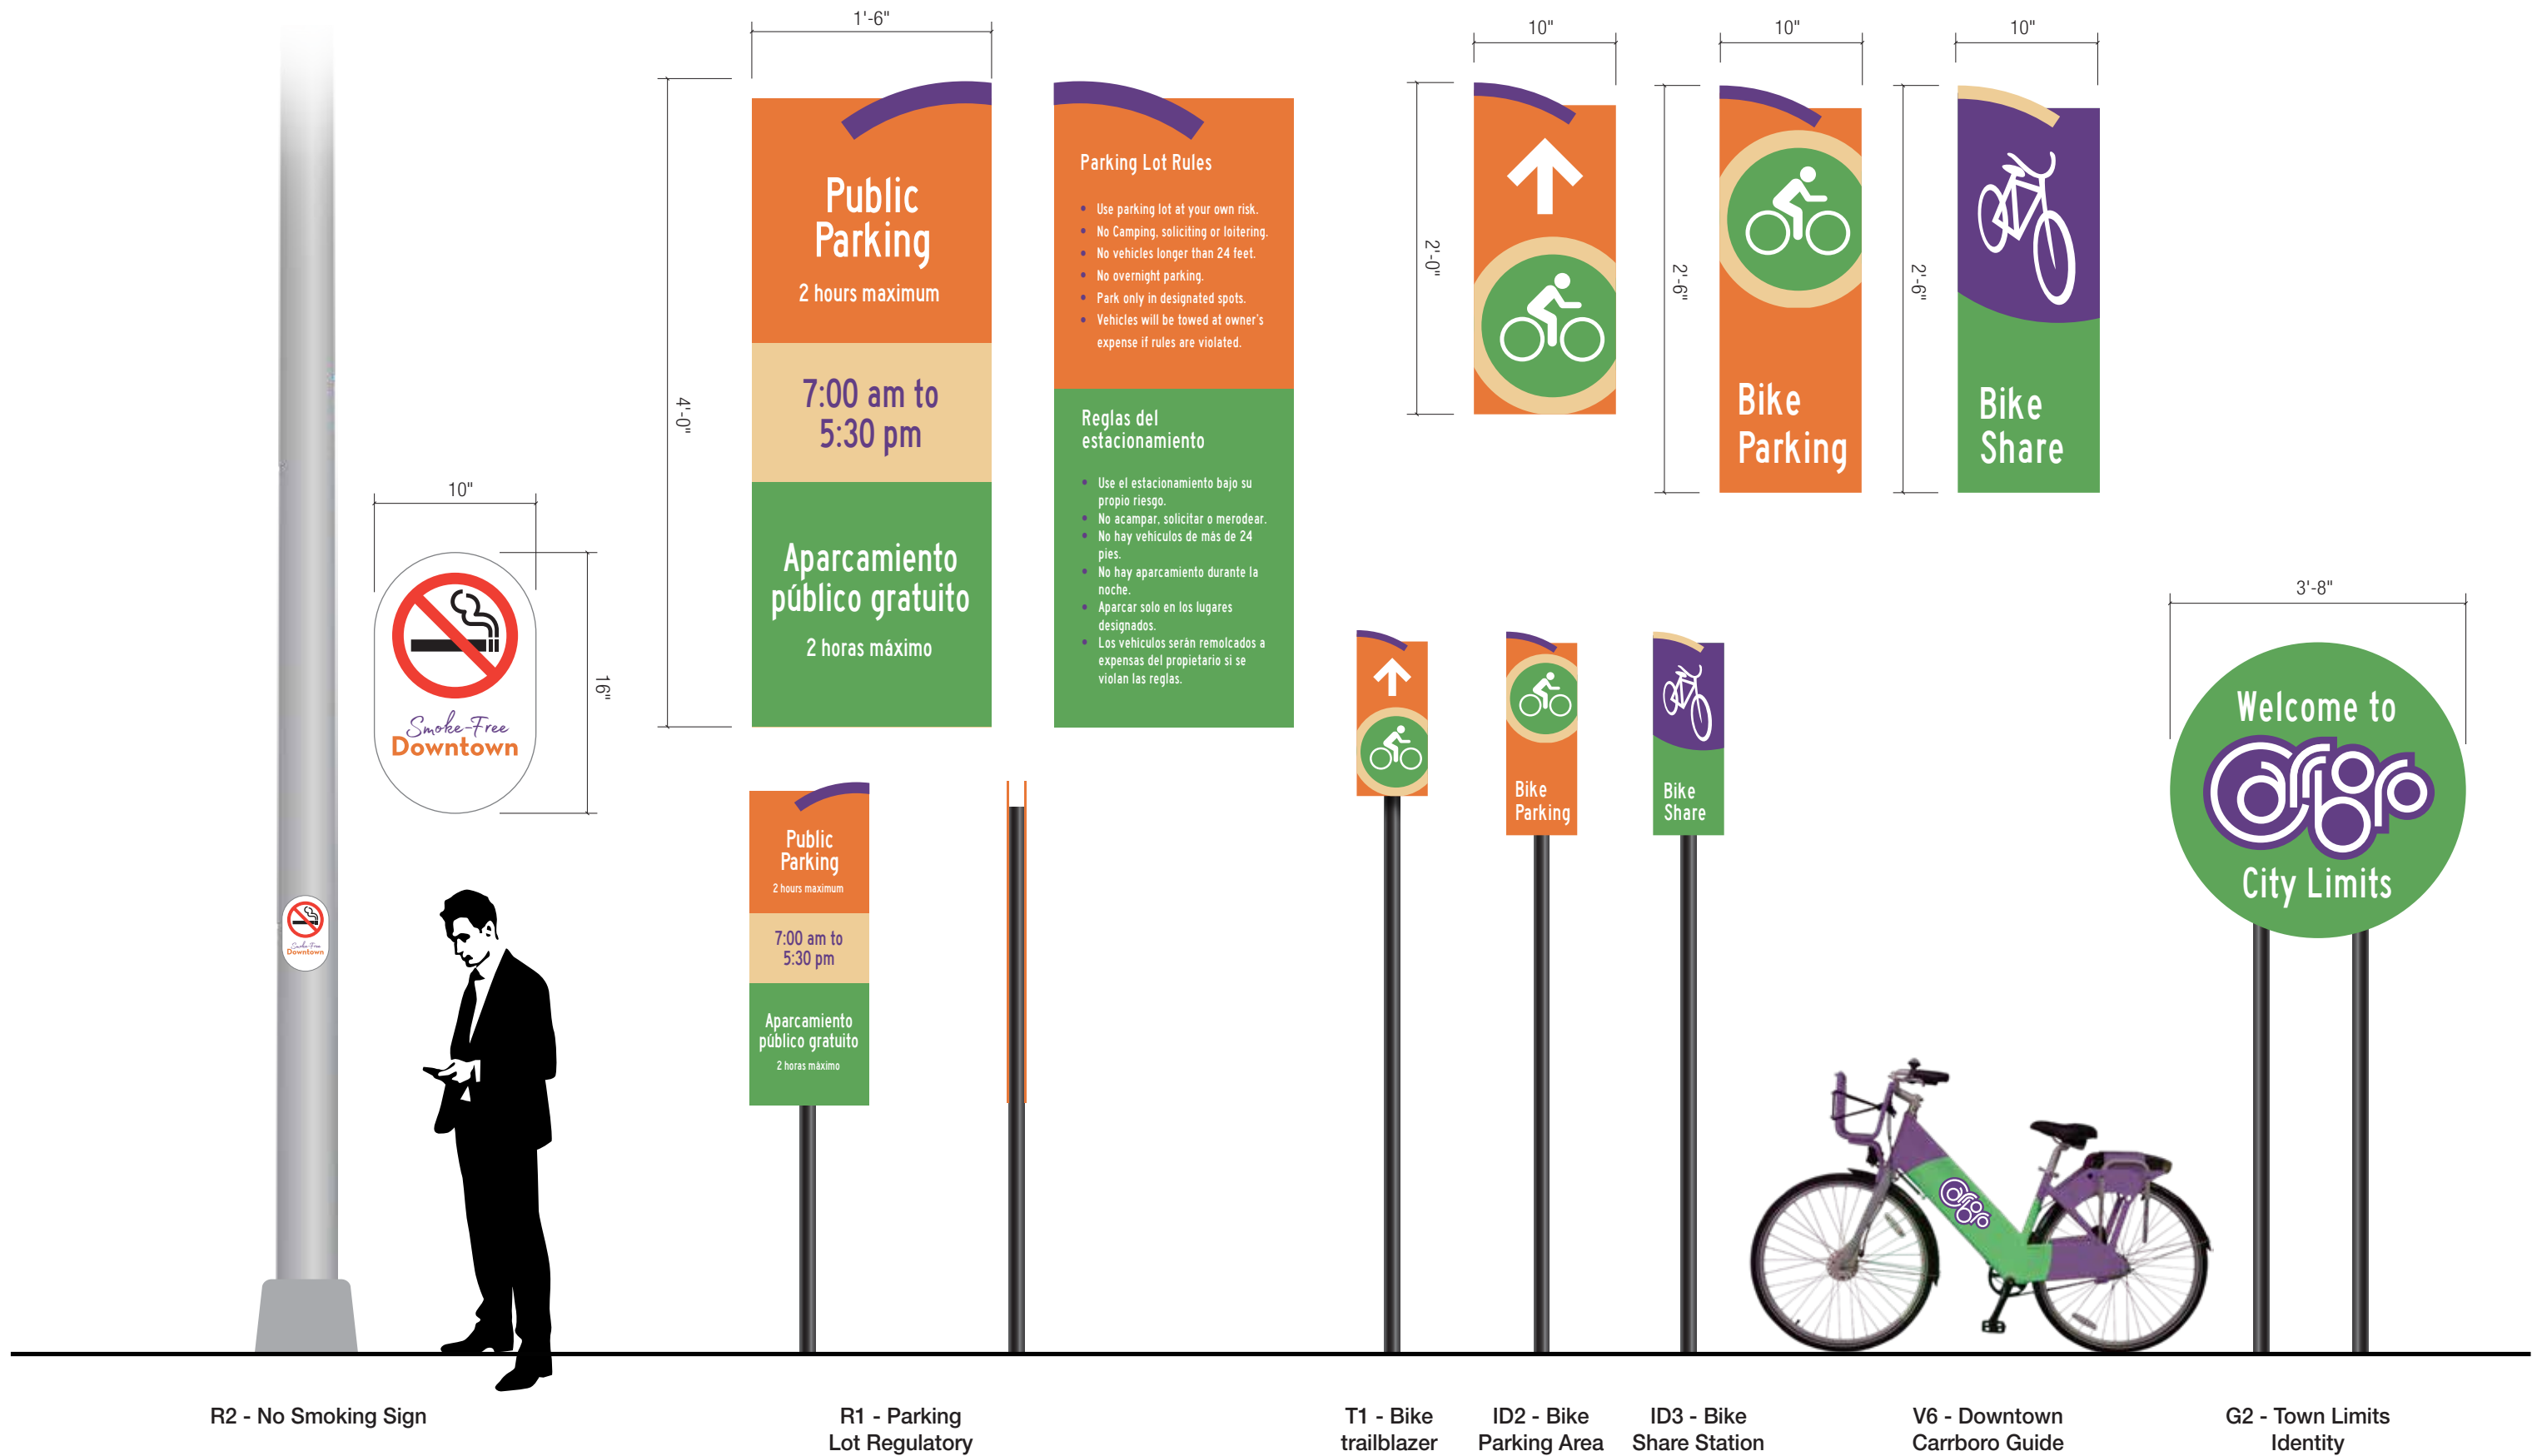 1'-6"
10"
10"
10"
4'-0"
Public
Parking
2 hours maximum
7:00 am to
5:30 pm
Aparcamiento
público gratuito
2 horas máximo
Parking Lot Rules
• Use parking lot at your own risk.
• No Camping, soliciting or loitering.
• No vehicles longer than 24 feet.
• No overnight parking.
• Park only in designated spots.
• Vehicles will be towed at owner's
expense if rules are violated.
Reglas del
estacionamiento
• Use el estacionamiento bajo su
propio riesgo.
• No acampar, solicitar o merodear.
• No hay vehículos de más de 24
pies.
• No hay aparcamiento durante la
noche.
• Aparcar solo en los lugares
designados.
• Los vehículos serán remolcados a
expensas del propietario si se
violan las reglas.
2'-0"
2'-6"
Bike
Parking
2'-6"
Bike
Share
10"
16"
Smoke-Free
Downtown
3'-8"
Welcome to
Carrboro
City Limits
Smoke-Free
Downtown
Public
Parking
2 hours maximum
7:00 am to
5:30 pm
Aparcamiento
público gratuito
2 horas máximo
Bike
Parking
Bike
Share
Carrboro
R2 - No Smoking Sign
R1 - Parking
Lot Regulatory
T1 - Bike
trailblazer
ID2 - Bike
Parking Area
ID3 - Bike
Share Station
V6 - Downtown
Carrboro Guide
G2 - Town Limits
Identity